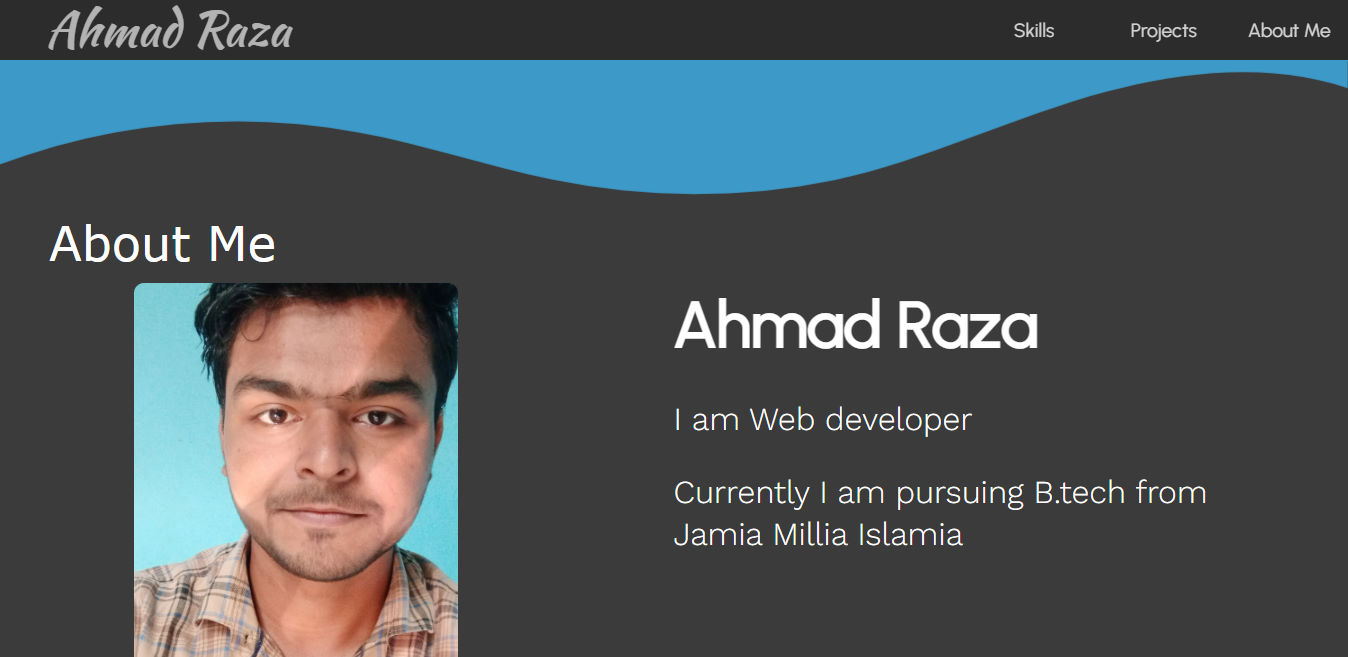 Ahmad Raza
Skills Projects About Me
About Me
Ahmad Raza
I am Web developer
Currently I am pursuing B.tech from
Jamia Millia Islamia